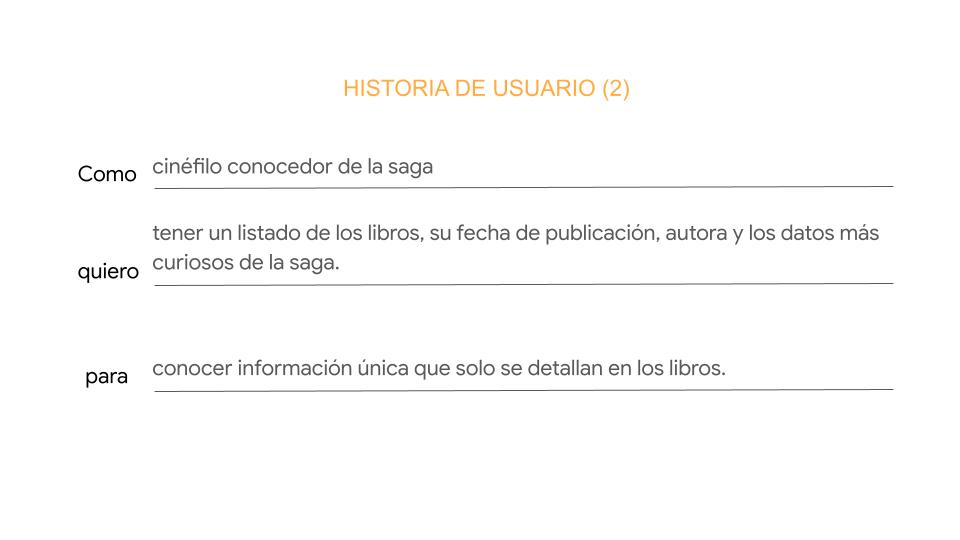 HISTORIA DE USUARIO (2)
Como cinéfilo conocedor de la saga
tener un listado de los libros, su fecha de publicación, autora y los datos más
quiero curiosos de la saga.
para conocer información única que solo se detallan en los libros.